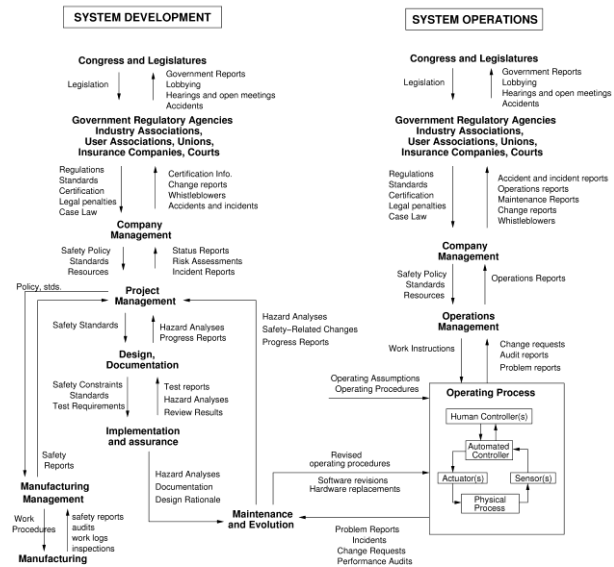 SYSTEM DEVELOPMENT
Congress and Legislatures
Legislation
Government Reports
Lobbying
Hearings and open meetings
Accidents
Government Regulatory Agencies
Industry Associations,
User Associations, Unions,
Insurance Companies, Courts
Regulations
Standards
Certification
Legal penalties
Case Law
Certification Info.
Change reports
Whistleblowers
Accidents and incidents
Company
Management
Safety Policy
Standards
Resources
Status Reports
Risk Assessments
Incident Reports
Policy, stds.
Project
Management
Safety Standards
Hazard Analyses
Progress Reports
Hazard Analyses
Safety-Related Changes
Progress Reports
Design,
Documentation
Safety Constraints
Standards
Test Requirements
Test reports
Hazard Analyses
Review Results
Implementation
and assurance
Safety
Reports
Hazard Analyses
Documentation
Design Rationale
Manufacturing
Management
Work
Procedures
safety reports
audits
work logs
inspections
Manufacturing
Maintenance
and Evolution
SYSTEM OPERATIONS
Congress and Legislatures
Legislation
Government Reports
Lobbying
Hearings and open meetings
Accidents
Government Regulatory Agencies
Industry Associations,
User Associations, Unions,
Insurance Companies, Courts
Regulations
Standards
Certification
Legal penalties
Case Law
Accident and incident reports
Operations reports
Maintenance Reports
Change reports
Whistleblowers
Company
Management
Safety Policy
Standards
Resources
Operations Reports
Operations
Management
Work Instructions
Change requests
Audit reports
Problem reports
Operating Assumptions
Operating Procedures
Operating Process
Human Controller(s)
Automated
Controller
Actuator(s)
Sensor(s)
Physical
Process
Revised
operating procedures
Software revisions
Hardware replacements
Problem Reports
Incidents
Change Requests
Performance Audits